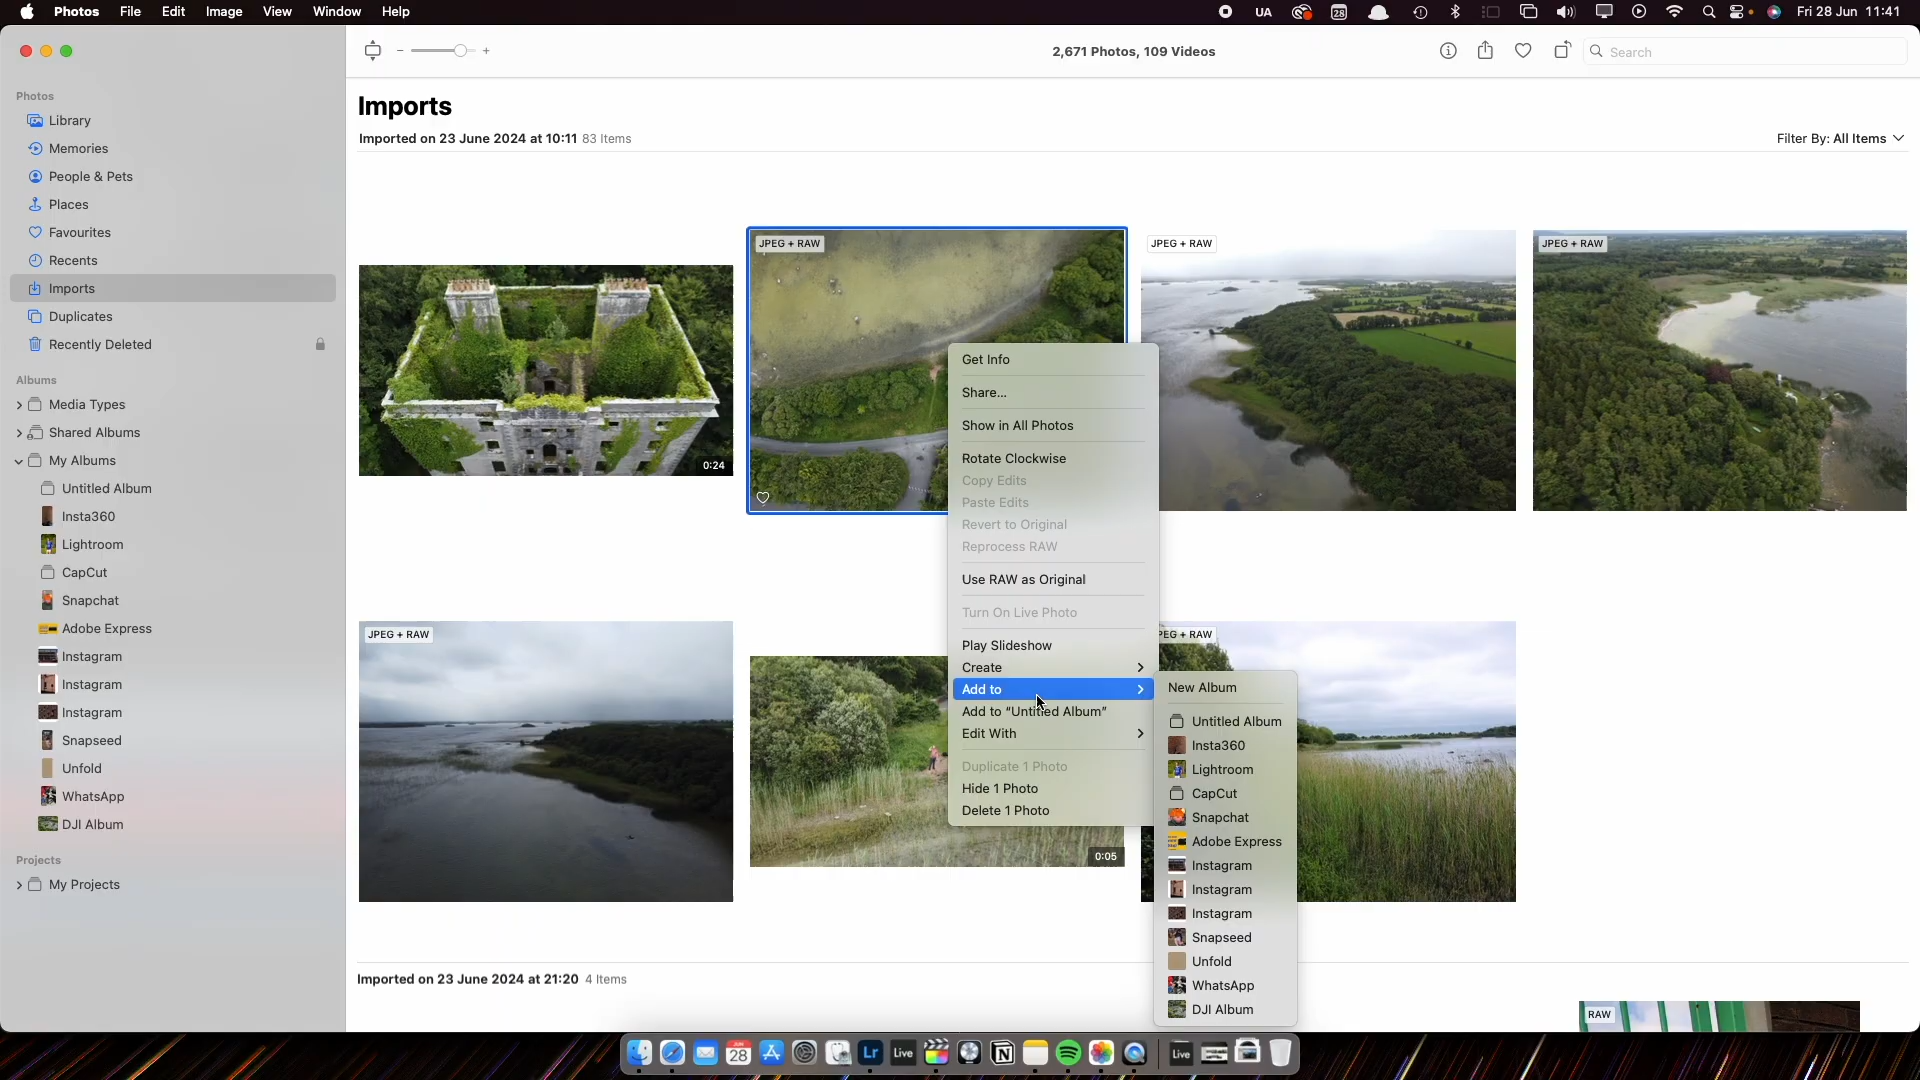 Photos File Edit Image View Window Help
UA 28 Fri 28 Jun 11:41
2,671 Photos, 109 Videos
Search
Photos
Library
Memories
People & Pets
Places
Favourites
Recents
Imports
Duplicates
Recently Deleted
Albums
Media Types
Shared Albums
My Albums
Untitled Album
Insta360
Lightroom
CapCut
Snapchat
Adobe Express
Instagram
Instagram
Instagram
Snapseed
Unfold
WhatsApp
DJI Album
Projects
My Projects
Imports
Imported on 23 June 2024 at 10:11 83 Items
Filter By: All Items
0:24
JPEG + RAW
JPEG + RAW
JPEG + RAW
JPEG + RAW
0:05
PEG + RAW
Get Info
Share...
Show in All Photos
Rotate Clockwise
Copy Edits
Paste Edits
Revert to Original
Reprocess RAW
Use RAW as Original
Turn On Live Photo
Play Slideshow
Create
Add to
Add to "Untitled Album"
Edit With
Duplicate 1 Photo
Hide 1 Photo
Delete 1 Photo
New Album
Untitled Album
Insta360
Lightroom
CapCut
Snapchat
Adobe Express
Instagram
Instagram
Instagram
Snapseed
Unfold
WhatsApp
DJI Album
Imported on 23 June 2024 at 21:20 4 Items
RAW
JUN
28
Lr
Live
Live